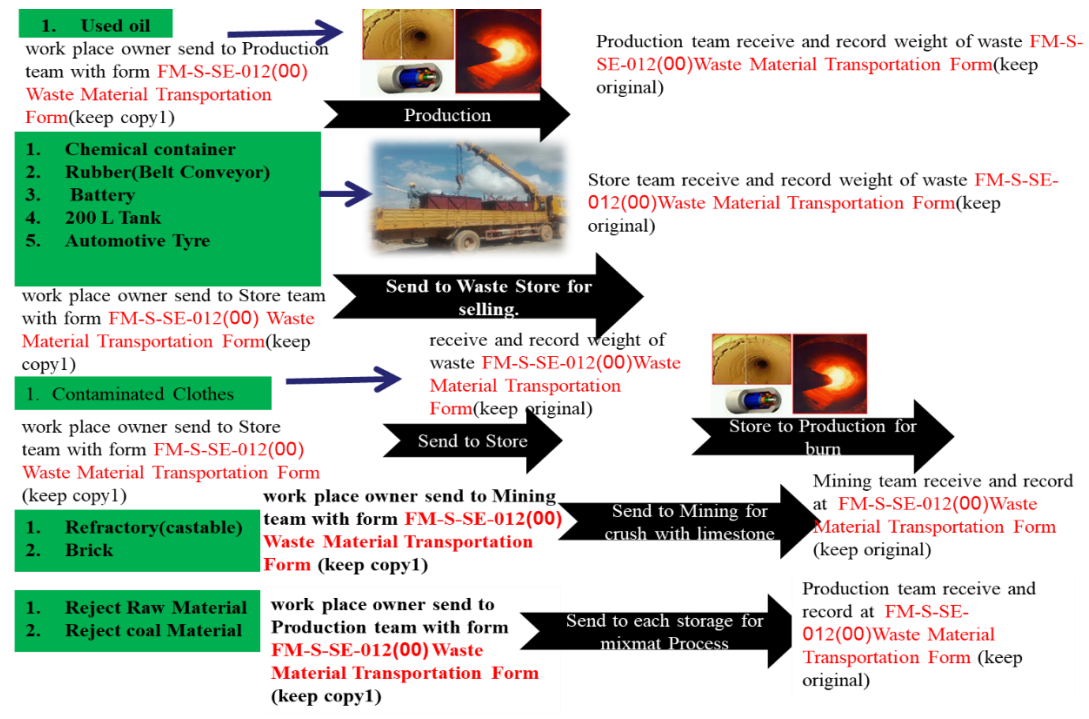 1. Used oil
work place owner send to Production
team with form FM-S-SE-012(00)
Waste Material Transportation
Form(keep copy1)
Production
Production team receive and record weight of waste FM-S-
SE-012(00)Waste Material Transportation Form(keep
original)
1. Chemical container
2. Rubber(Belt Conveyor)
3. Battery
4. 200 L Tank
5. Automotive Tyre
work place owner send to Store team
with form FM-S-SE-012(00) Waste
Material Transportation Form(keep
copy1)
Send to Waste Store for
selling.
Store team receive and record weight of waste FM-S-SE-
012(00)Waste Material Transportation Form(keep
original)
1. Contaminated Clothes
work place owner send to Store
team with form FM-S-SE-012(00)
Waste Material Transportation Form
(keep copy1)
receive and record weight of
waste FM-S-SE-012(00)Waste
Material Transportation
Form(keep original)
Send to Store
Store to Production for
burn
1. Refractory(castable)
2. Brick
work place owner send to Mining
team with form FM-S-SE-012(00)
Waste Material Transportation
Form (keep copy1)
Send to Mining for
crush with limestone
Mining team receive and record
at FM-S-SE-012(00)Waste
Material Transportation Form
(keep original)
1. Reject Raw Material
2. Reject coal Material
work place owner send to
Production team with form
FM-S-SE-012(00)Waste
Material Transportation Form
(keep copy1)
Send to each storage for
mixmat Process
Production team receive and
record at FM-S-SE-
012(00)Waste Material
Transportation Form (keep
original)